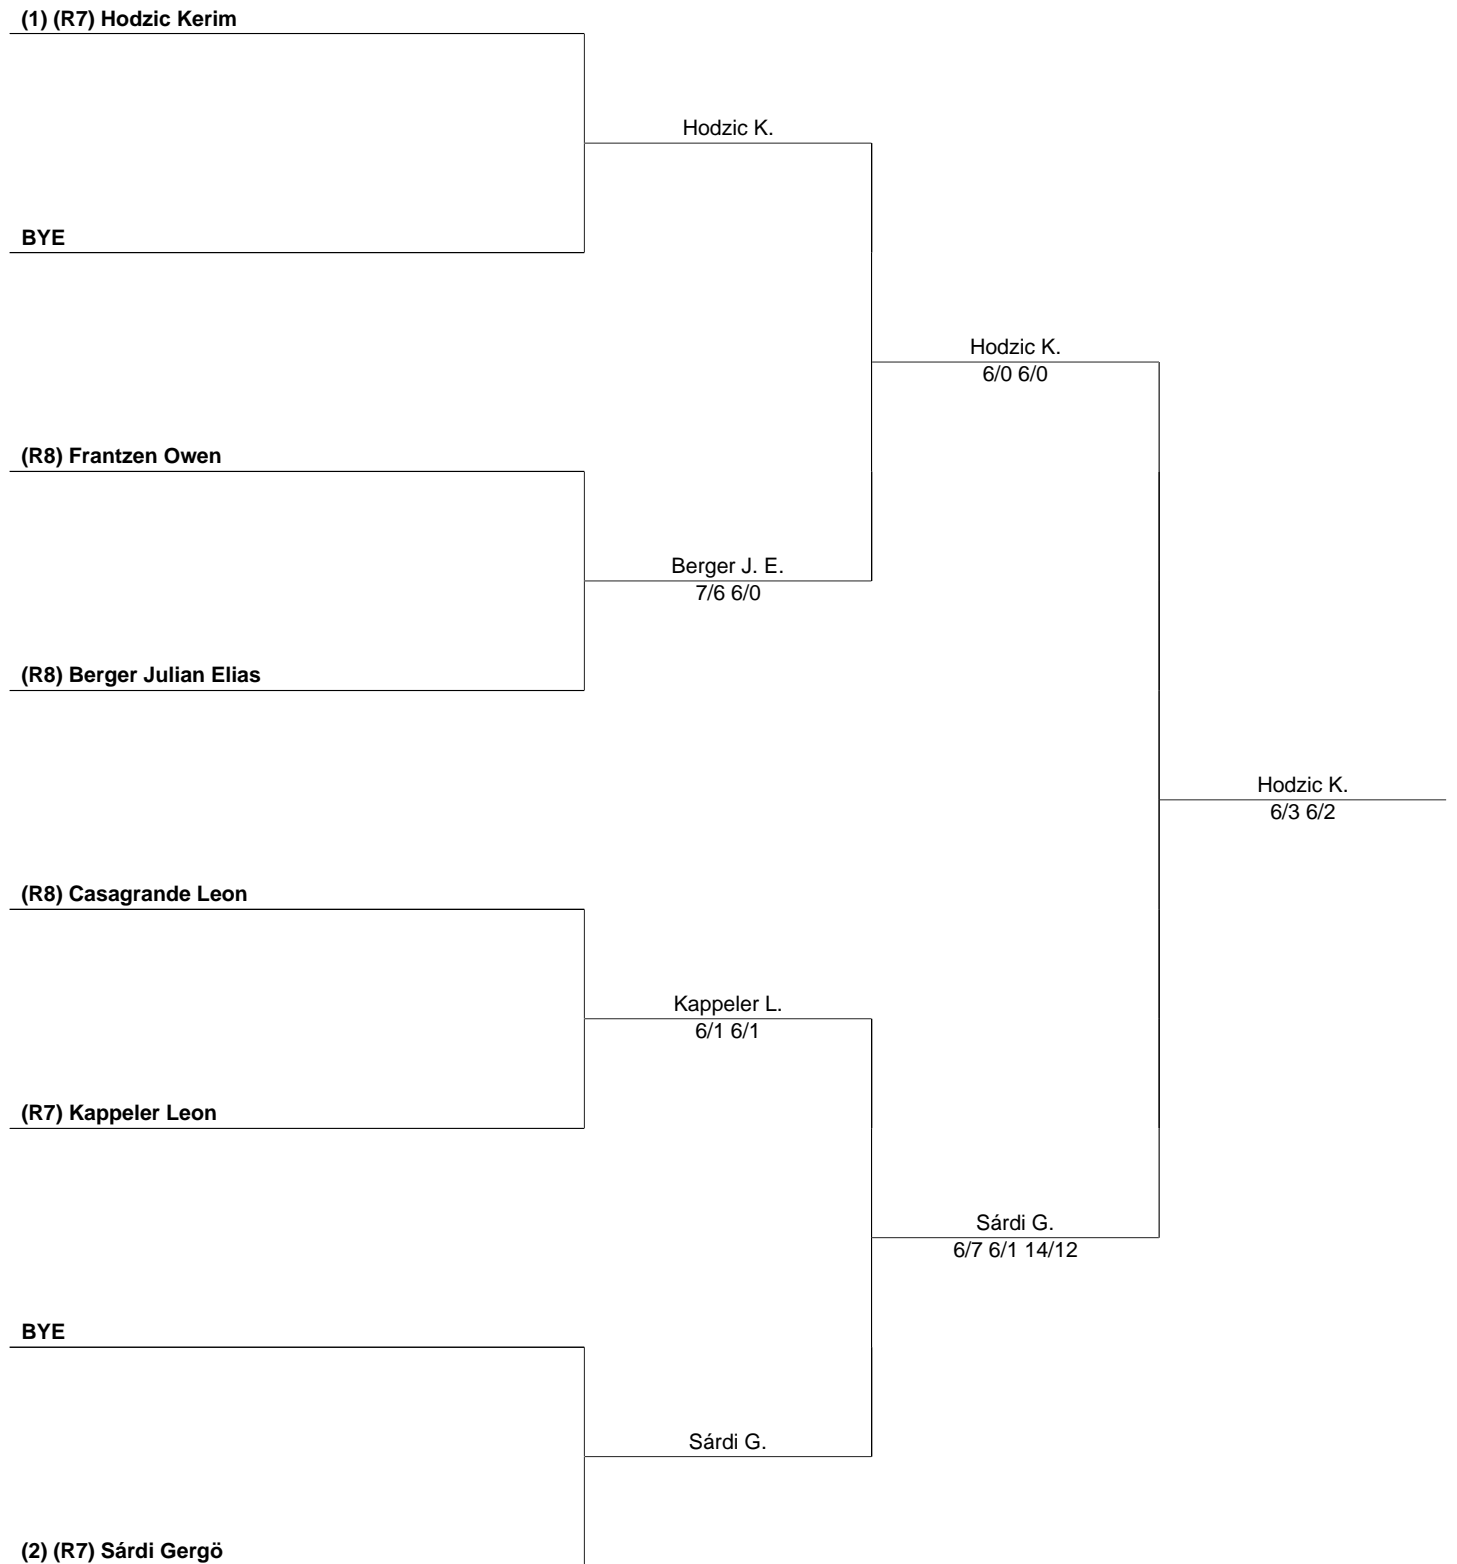 (1) (R7) Hodzic Kerim
Hodzic K.
BYE
Hodzic K.
6/0 6/0
(R8) Frantzen Owen
Berger J. E.
7/6 6/0
(R8) Berger Julian Elias
Hodzic K.
6/3 6/2
(R8) Casagrande Leon
Kappeler L.
6/1 6/1
(R7) Kappeler Leon
Sárdi G.
6/7 6/1 14/12
BYE
Sárdi G.
(2) (R7) Sárdi Gergö